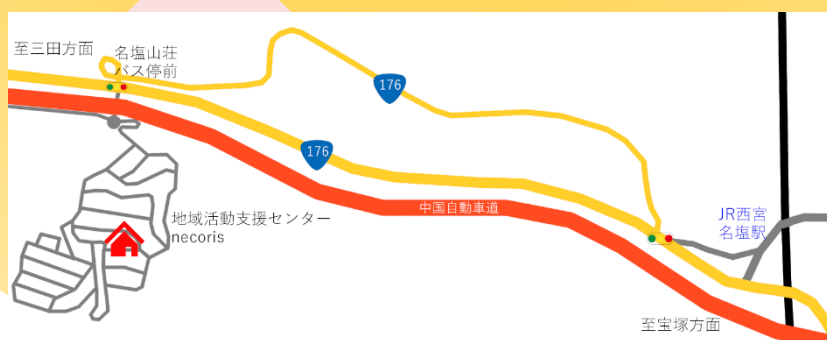 至三田方面
名塩山荘
バス停前
176
176
中国自動車道
地域活動支援センター
necoris
JR西宮
名塩駅
至宝塚方面